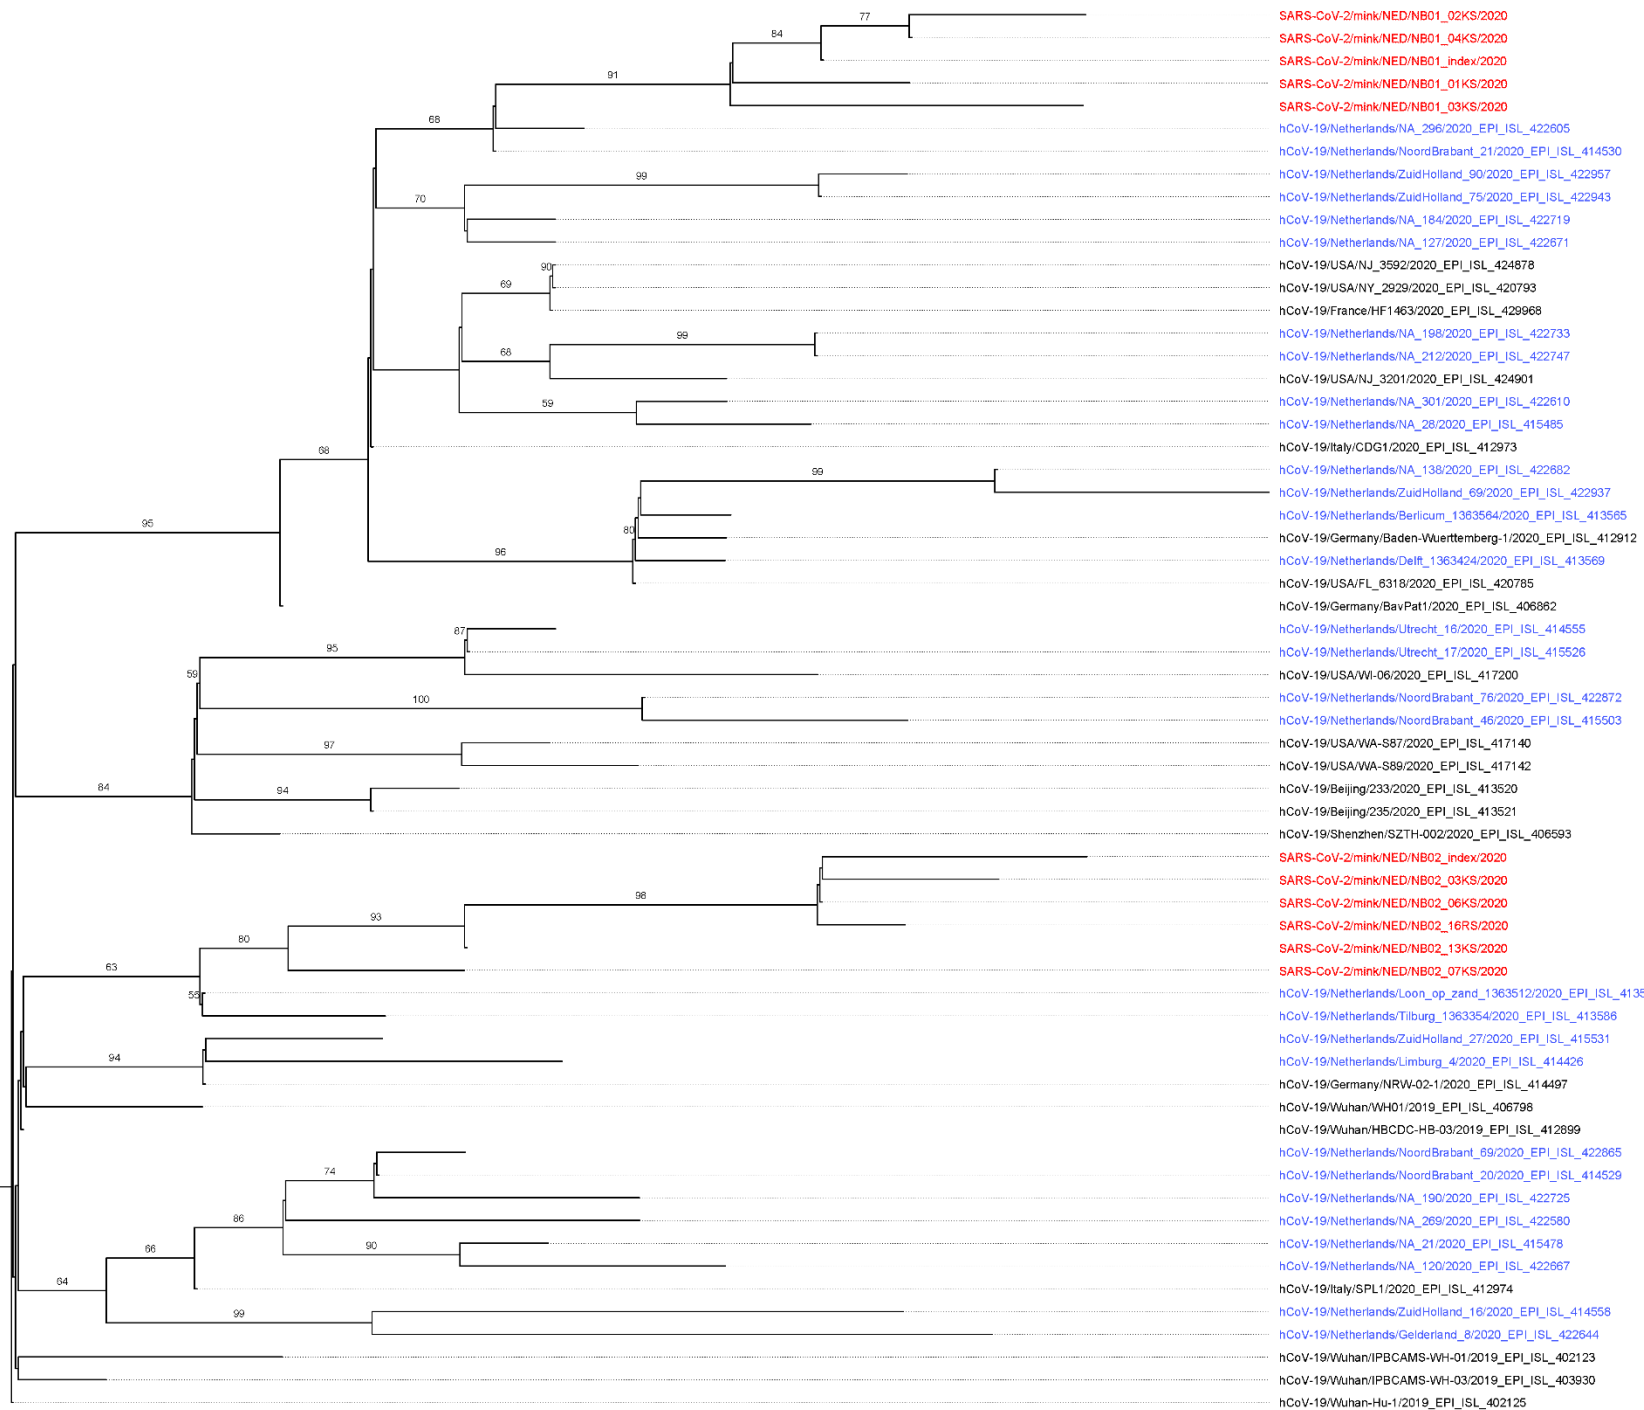 77
SARS-CoV-2/mink/NED/NB01_02KS/2020
84
SARS-CoV-2/mink/NED/NB01_04KS/2020
SARS-CoV-2/mink/NED/NB01_index/2020
91
SARS-CoV-2/mink/NED/NB01_01KS/2020
SARS-CoV-2/mink/NED/NB01_03KS/2020
68
hCoV-19/Netherlands/NA_296/2020_EPI_ISL_422605
hCoV-19/Netherlands/NoordBrabant_21/2020_EPI_ISL_414530
99
hCoV-19/Netherlands/ZuidHolland_90/2020_EPI_ISL_422957
70
hCoV-19/Netherlands/ZuidHolland_75/2020_EPI_ISL_422943
hCoV-19/Netherlands/NA_184/2020_EPI_ISL_422719
hCoV-19/Netherlands/NA_127/2020_EPI_ISL_422671
90
hCoV-19/USA/NJ_3592/2020_EPI_ISL_424878
69
hCoV-19/USA/NY_2929/2020_EPI_ISL_420793
hCoV-19/France/HF1463/2020_EPI_ISL_429968
99
hCoV-19/Netherlands/NA_198/2020_EPI_ISL_422733
68
hCoV-19/Netherlands/NA_212/2020_EPI_ISL_422747
hCoV-19/USA/NJ_3201/2020_EPI_ISL_424901
59
hCoV-19/Netherlands/NA_301/2020_EPI_ISL_422610
hCoV-19/Netherlands/NA_28/2020_EPI_ISL_415485
68
hCoV-19/Italy/CDG1/2020_EPI_ISL_412973
99
hCoV-19/Netherlands/NA_138/2020_EPI_ISL_422682
hCoV-19/Netherlands/ZuidHolland_69/2020_EPI_ISL_422937
95
hCoV-19/Netherlands/Berlicum_1363564/2020_EPI_ISL_413565
80
hCoV-19/Germany/Baden-Wuerttemberg-1/2020_EPI_ISL_412912
96
hCoV-19/Netherlands/Delft_1363424/2020_EPI_ISL_413569
hCoV-19/USA/FL_6318/2020_EPI_ISL_420785
hCoV-19/Germany/BavPat1/2020_EPI_ISL_406862
87
hCoV-19/Netherlands/Utrecht_16/2020_EPI_ISL_414555
95
hCoV-19/Netherlands/Utrecht_17/2020_EPI_ISL_415526
59
hCoV-19/USA/WI-06/2020_EPI_ISL_417200
100
hCoV-19/Netherlands/NoordBrabant_76/2020_EPI_ISL_422872
hCoV-19/Netherlands/NoordBrabant_46/2020_EPI_ISL_415503
97
hCoV-19/USA/WA-S87/2020_EPI_ISL_417140
hCoV-19/USA/WA-S89/2020_EPI_ISL_417142
84
94
hCoV-19/Beijing/233/2020_EPI_ISL_413520
hCoV-19/Beijing/235/2020_EPI_ISL_413521
hCoV-19/Shenzhen/SZTH-002/2020_EPI_ISL_406593
SARS-CoV-2/mink/NED/NB02_index/2020
98
SARS-CoV-2/mink/NED/NB02_03KS/2020
SARS-CoV-2/mink/NED/NB02_06KS/2020
93
SARS-CoV-2/mink/NED/NB02_16RS/2020
80
SARS-CoV-2/mink/NED/NB02_13KS/2020
63
SARS-CoV-2/mink/NED/NB02_07KS/2020
55
hCoV-19/Netherlands/Loon_op_zand_1363512/2020_EPI_ISL_4135
hCoV-19/Netherlands/Tilburg_1363354/2020_EPI_ISL_413586
hCoV-19/Netherlands/ZuidHolland_27/2020_EPI_ISL_415531
94
hCoV-19/Netherlands/Limburg_4/2020_EPI_ISL_414426
hCoV-19/Germany/NRW-02-1/2020_EPI_ISL_414497
hCoV-19/Wuhan/WH01/2019_EPI_ISL_406798
hCoV-19/Wuhan/HBCDC-HB-03/2019_EPI_ISL_412899
hCoV-19/Netherlands/NoordBrabant_69/2020_EPI_ISL_422865
74
hCoV-19/Netherlands/NoordBrabant_20/2020_EPI_ISL_414529
hCoV-19/Netherlands/NA_190/2020_EPI_ISL_422725
86
hCoV-19/Netherlands/NA_269/2020_EPI_ISL_422580
90
hCoV-19/Netherlands/NA_21/2020_EPI_ISL_415478
66
hCoV-19/Netherlands/NA_120/2020_EPI_ISL_422667
64
hCoV-19/Italy/SPL1/2020_EPI_ISL_412974
99
hCoV-19/Netherlands/ZuidHolland_16/2020_EPI_ISL_414558
hCoV-19/Netherlands/Gelderland_8/2020_EPI_ISL_422644
hCoV-19/Wuhan/IPBCAMS-WH-01/2019_EPI_ISL_402123
hCoV-19/Wuhan/IPBCAMS-WH-03/2019_EPI_ISL_403930
hCoV-19/Wuhan-Hu-1/2019_EPI_ISL_402125